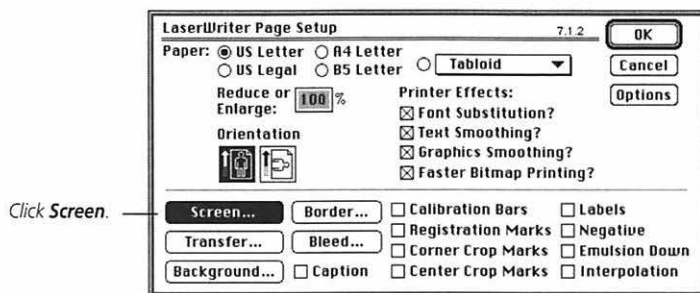 LaserWriter Page Setup 7.1.2 OK
Paper: US Letter A4 Letter
US Legal B5 Letter Tabloid Cancel
Reduce or Enlarge: 100 % Printer Effects: Options
Font Substitution?
Orientation Text Smoothing?
Graphics Smoothing?
Faster Bitmap Printing?
Click Screen. Screen... Border... Calibration Bars Labels
Registration Marks Negative
Transfer... Bleed... Corner Crop Marks Emulsion Down
Background... Caption Center Crop Marks Interpolation